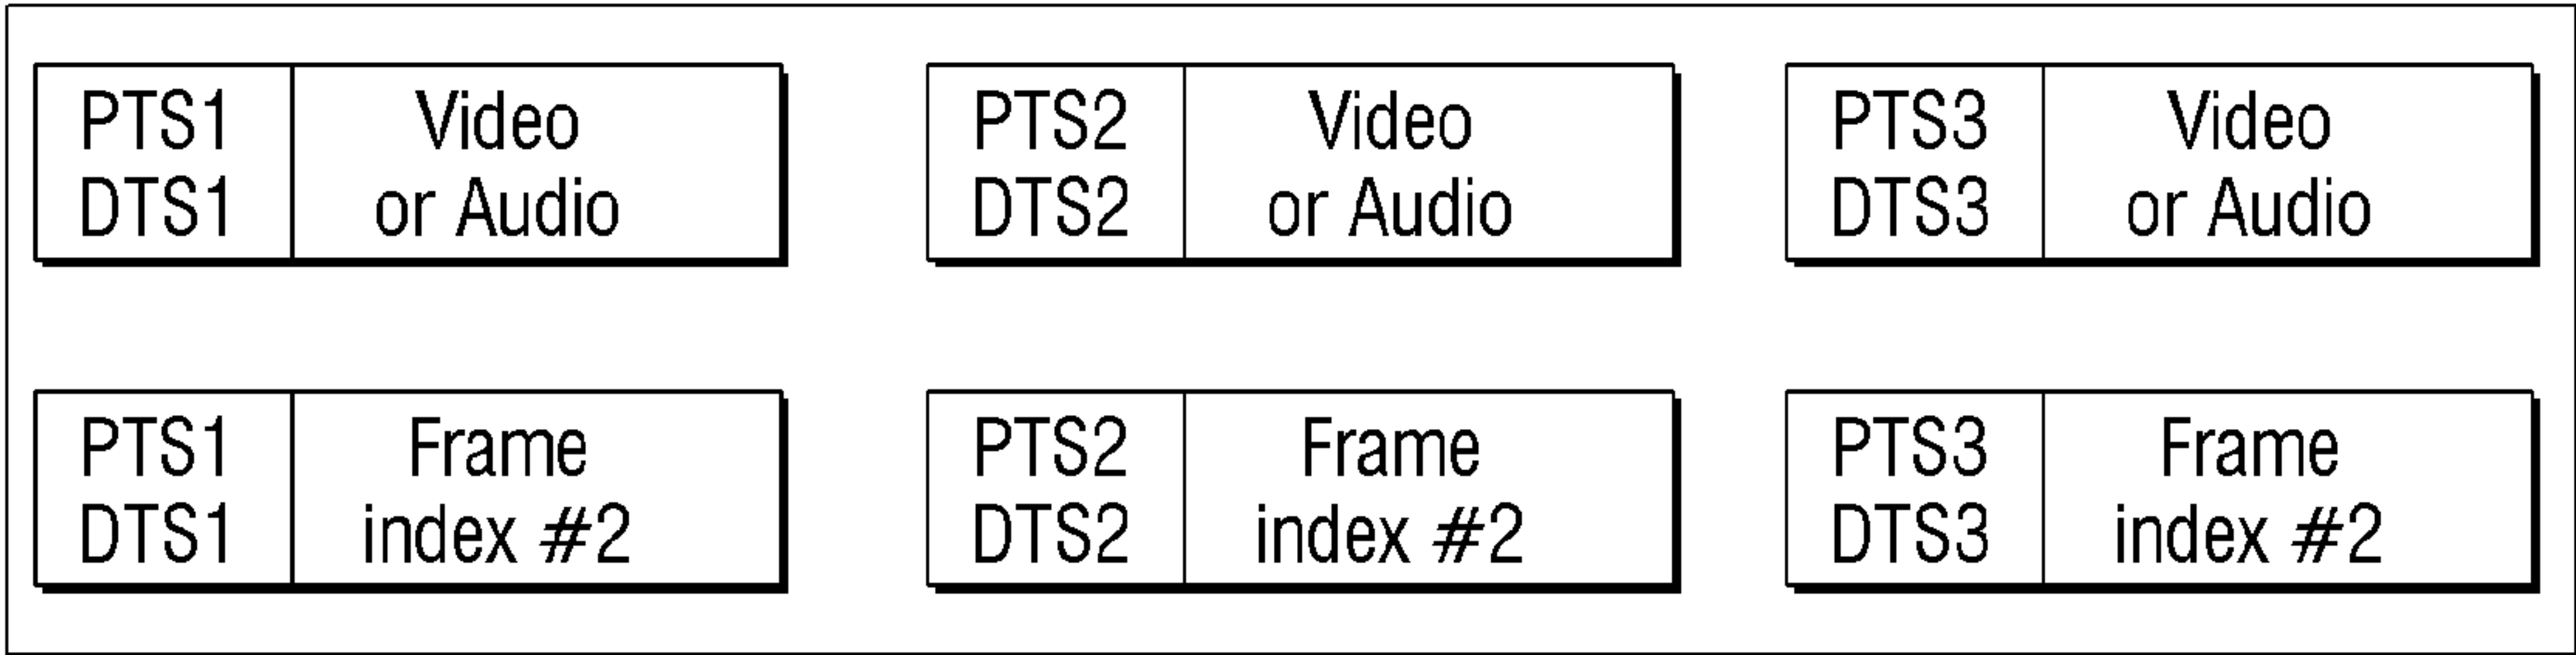 PTS1
DTS1
Video
or Audio
PTS2
DTS2
Video
or Audio
PTS3
DTS3
Video
or Audio
PTS1
DTS1
Frame
index #2
PTS2
DTS2
Frame
index #2
PTS3
DTS3
Frame
index #2